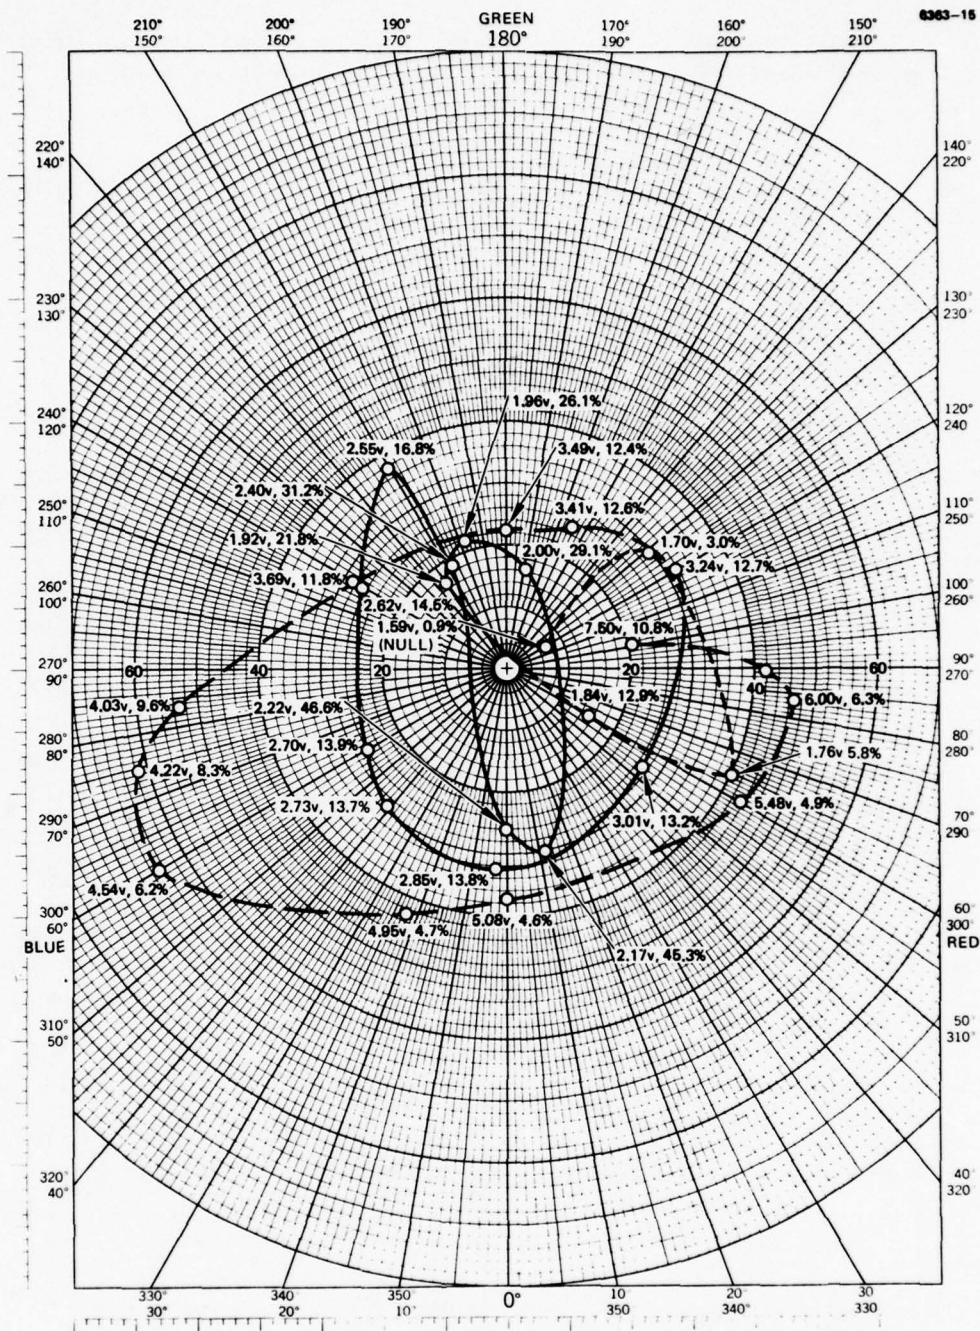 6363-15
GREEN
210° 200° 190° 180° 170° 160° 150°
150° 160° 170° 190° 200° 210°
220°
140°
140°
220°
230°
130°
130°
230°
240°
120°
120°
240°
1.96v, 26.1%
2.55v, 16.8%
3.49v, 12.4%
2.40v, 31.2%
250°
110°
110°
250°
3.41v, 12.6%
1.92v, 21.8%
2.00v, 29.1%
1.70v, 3.0%
3.24v, 12.7%
3.69v, 11.8%
260°
100°
100°
260°
2.62v, 14.5%
1.59v, 0.9%
(NULL)
7.50v, 10.8%
270°
90°
60 40 20 20 40 60
90°
270°
4.03v, 9.6%
2.22v, 46.6%
1.84v, 12.9%
6.00v, 6.3%
280°
80°
80°
280°
2.70v, 13.9%
1.76v 5.8%
4.22v, 8.3%
2.73v, 13.7%
5.48v, 4.9%
290°
70°
70°
290°
3.01v, 13.2%
2.85v, 13.8%
4.54v, 6.2%
300°
60°
60°
300°
5.08v, 4.6%
4.95v, 4.7%
BLUE
RED
2.17v, 45.3%
310°
50°
50°
310°
320°
40°
40°
320
330 340° 350° 0° 10° 20° 30°
30° 20° 10° 350° 340° 330